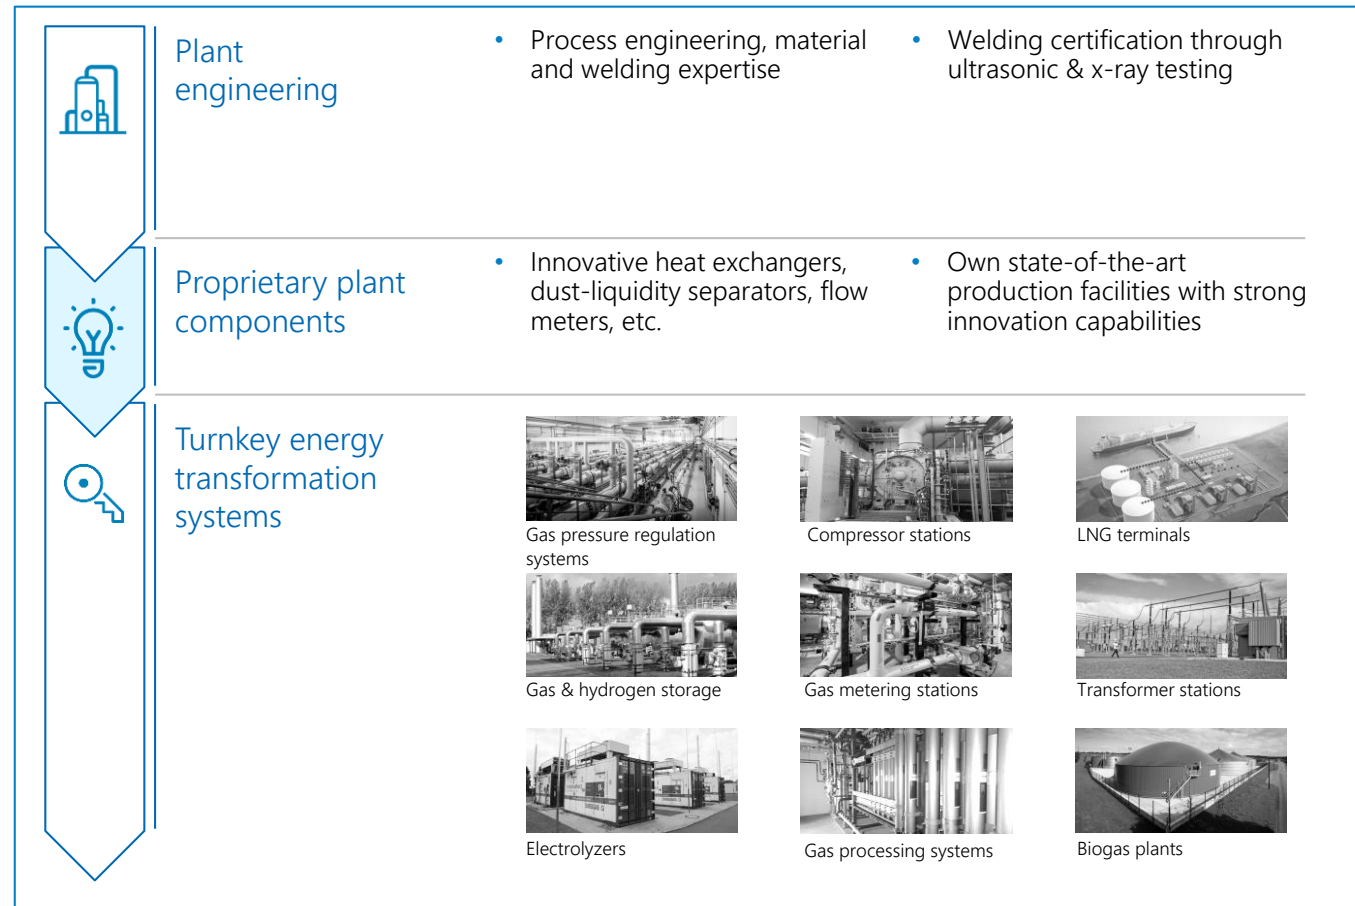 Plant
engineering
• Process engineering, material
and welding expertise
• Welding certification through
ultrasonic & x-ray testing
Proprietary plant
components
• Innovative heat exchangers,
dust-liquidity separators, flow
meters, etc.
• Own state-of-the-art
production facilities with strong
innovation capabilities
Turnkey energy
transformation
systems
Gas pressure regulation
systems
Compressor stations
LNG terminals
Gas & hydrogen storage
Gas metering stations
Transformer stations
Electrolyzers
Gas processing systems
Biogas plants